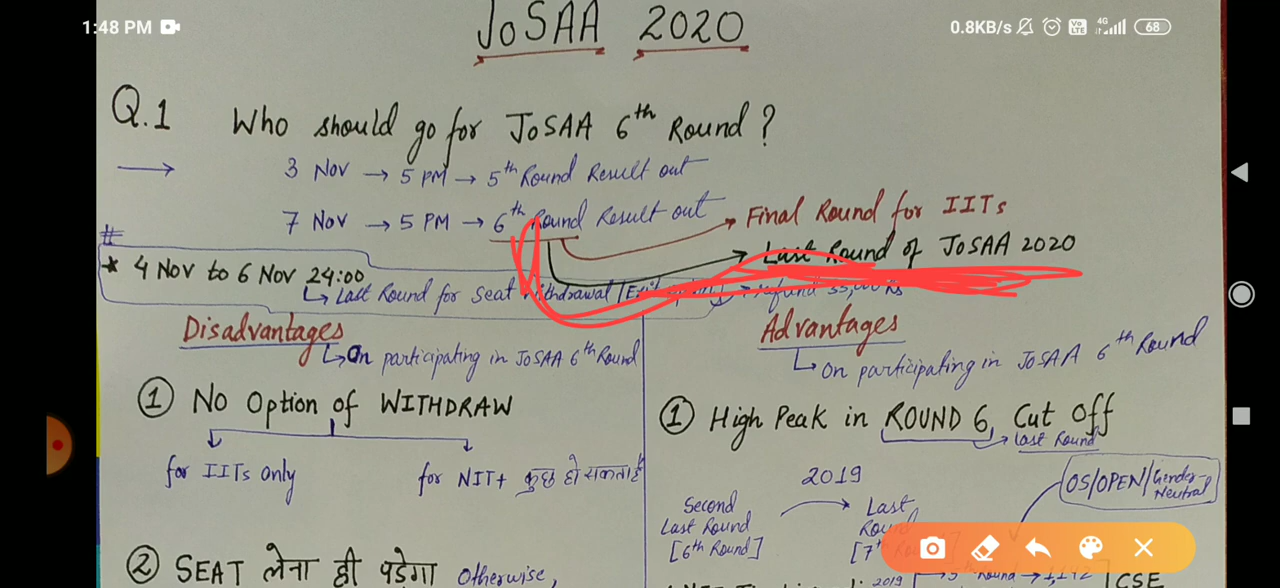 1:48 PM
0.8KB/s
4G
68
JoSAA 2020
Q.1 Who should go for JoSAA 6th Round?
→ 3 Nov → 5 PM → 5th Round Result out
7 Nov → 5 PM → 6th Round Result out → Final Round for IITs
→ Last Round of JoSAA 2020
#
* 4 Nov to 6 Nov 24:00
Last Round for Seat withdrawal
Disadvantages
On participating in JoSAA 6th Round
① No Option of WITHDRAW
for IITs only
for NIT+ कुछ हो सकता है
② SEAT लेना ही पड़ेगा Otherwise,
Advantages
On participating in JoSAA 6th Round
① High Peak in ROUND 6, Cut Off
→ Last Round
2019
OS/OPEN/Gender-Neutral
Second Last Round [6th Round]
Last
CSE